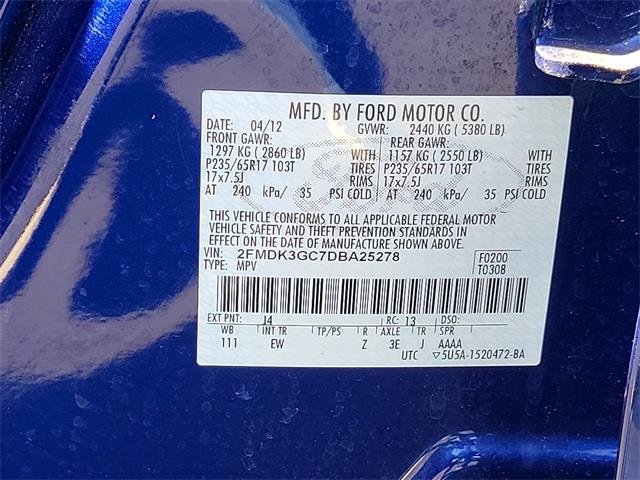 MFD. BY FORD MOTOR CO.
DATE: 04/12 GVWR: 2440 KG ( 5380 LB)
FRONT GAWR: REAR GAWR:
1297 KG ( 2860 LB) WITH 1157 KG ( 2550 LB) WITH
P235/65R17 103T TIRES P235/65R17 103T TIRES
17x7.5J RIMS 17x7.5J RIMS
AT 240 kPa/ 35 PSI COLD AT 240 kPa/ 35 PSI COLD
THIS VEHICLE CONFORMS TO ALL APPLICABLE FEDERAL MOTOR
VEHICLE SAFETY AND THEFT PREVENTION STANDARDS IN
EFFECT ON THE DATE OF MANUFACTURE SHOWN ABOVE.
VIN: 2FMDK3GC7DBA25278 F0200
TYPE: MPV T0308
EXT PNT: J4 RC: 13 DSO:
WB INT TR TP/PS R AXLE TR SPR
111 EW Z 3E J AAAA
UTC ▽5U5A-1520472-BA